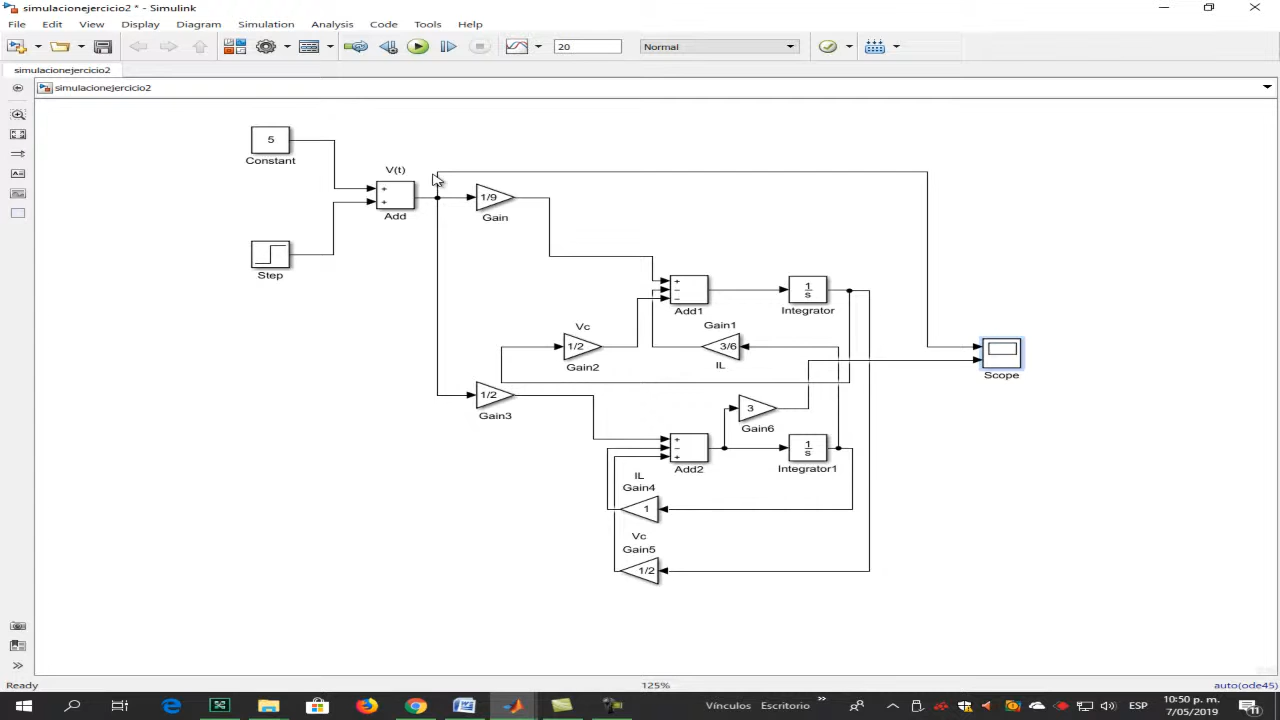 simulacionejercicio2 * - Simulink
File Edit View Display Diagram Simulation Analysis Code Tools Help
20
Normal
simulacionejercicio2
simulacionejercicio2
5
Constant
V(t)
+
+
Add
1/9
Gain
Step
+
−
−
Add1
1
s
Integrator
Vc
1/2
Gain2
Gain1
3/6
IL
Scope
1/2
Gain3
3
Gain6
+
−
+
Add2
1
s
Integrator1
IL
Gain4
1
Vc
Gain5
1/2
Ready
125%
auto(ode45)
Vínculos
Escritorio
»
ESP
10:50 p. m.
7/05/2019
11